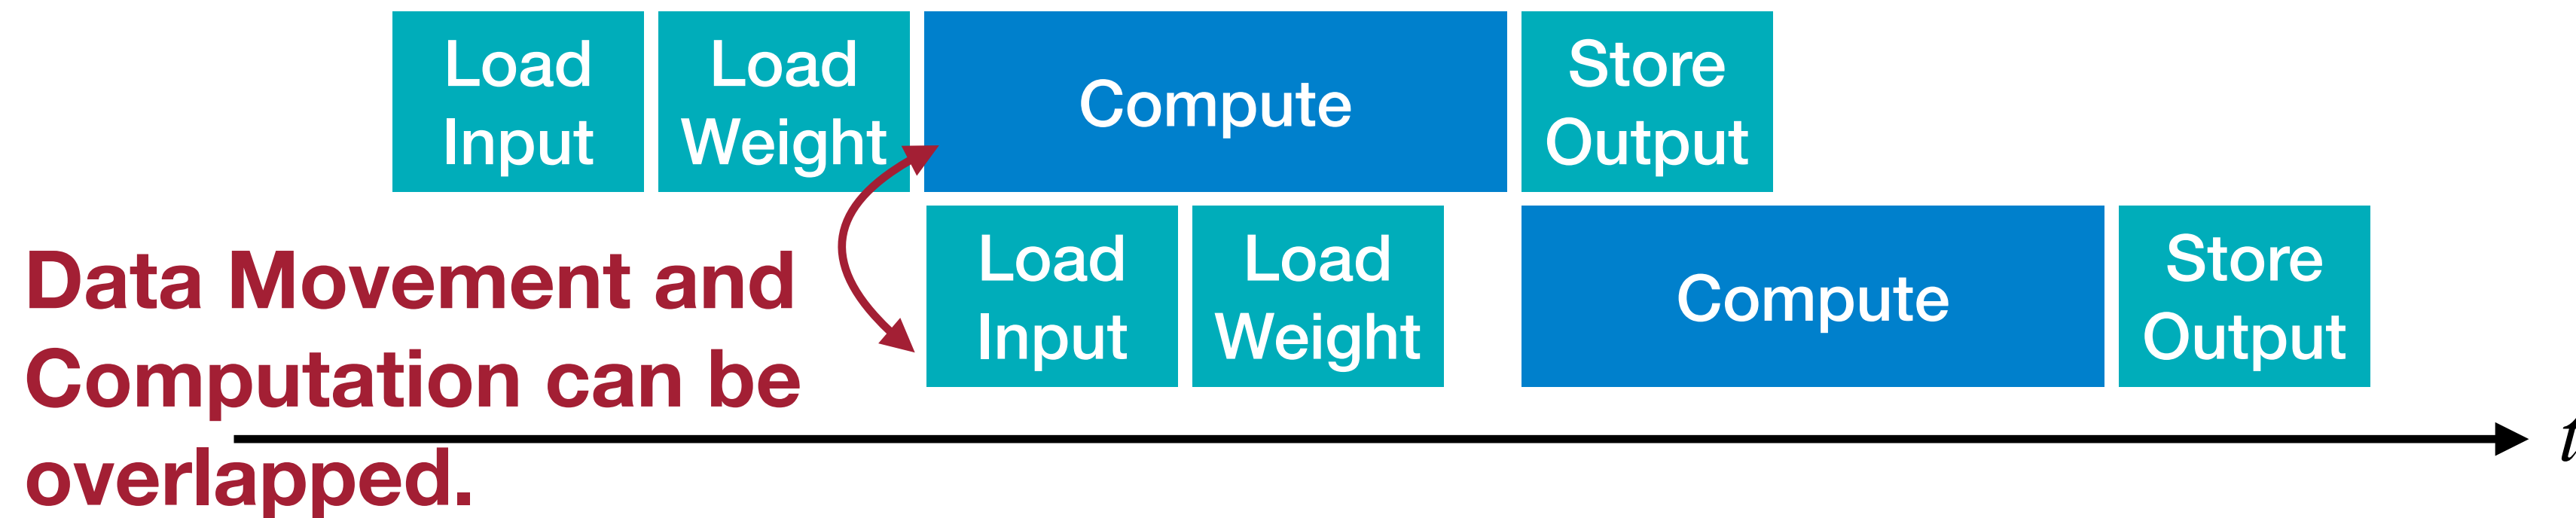 Load
Input
Load
Weight
Compute
Store
Output
Load
Input
Load
Weight
Compute
Store
Output
Data Movement and
Computation can be
overlapped.
t